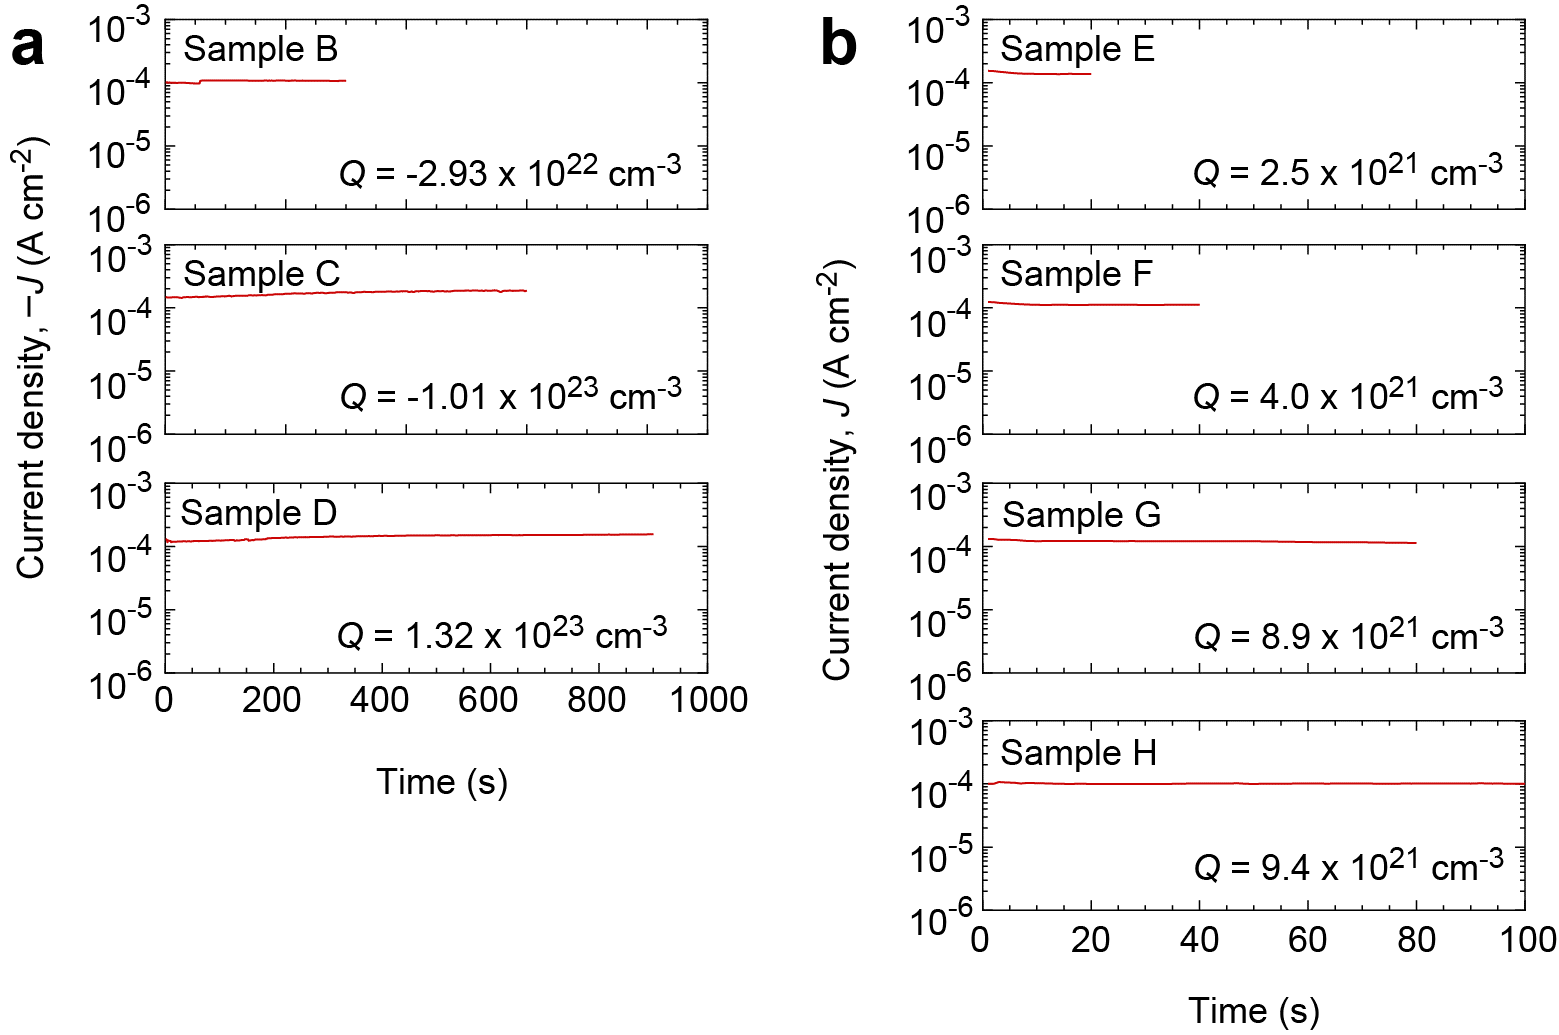 a
Current density, −J (A cm-2)
10-3
Sample B
10-4
10-5
Q = -2.93 x 1022 cm-3
10-6
10-3
Sample C
10-4
10-5
Q = -1.01 x 1023 cm-3
10-6
10-3
Sample D
10-4
10-5
Q = 1.32 x 1023 cm-3
10-6
0 200 400 600 800 1000
Time (s)
b
Current density, J (A cm-2)
10-3
Sample E
10-4
10-5
Q = 2.5 x 1021 cm-3
10-6
10-3
Sample F
10-4
10-5
Q = 4.0 x 1021 cm-3
10-6
10-3
Sample G
10-4
10-5
Q = 8.9 x 1021 cm-3
10-6
10-3
Sample H
10-4
10-5
Q = 9.4 x 1021 cm-3
10-6
0 20 40 60 80 100
Time (s)